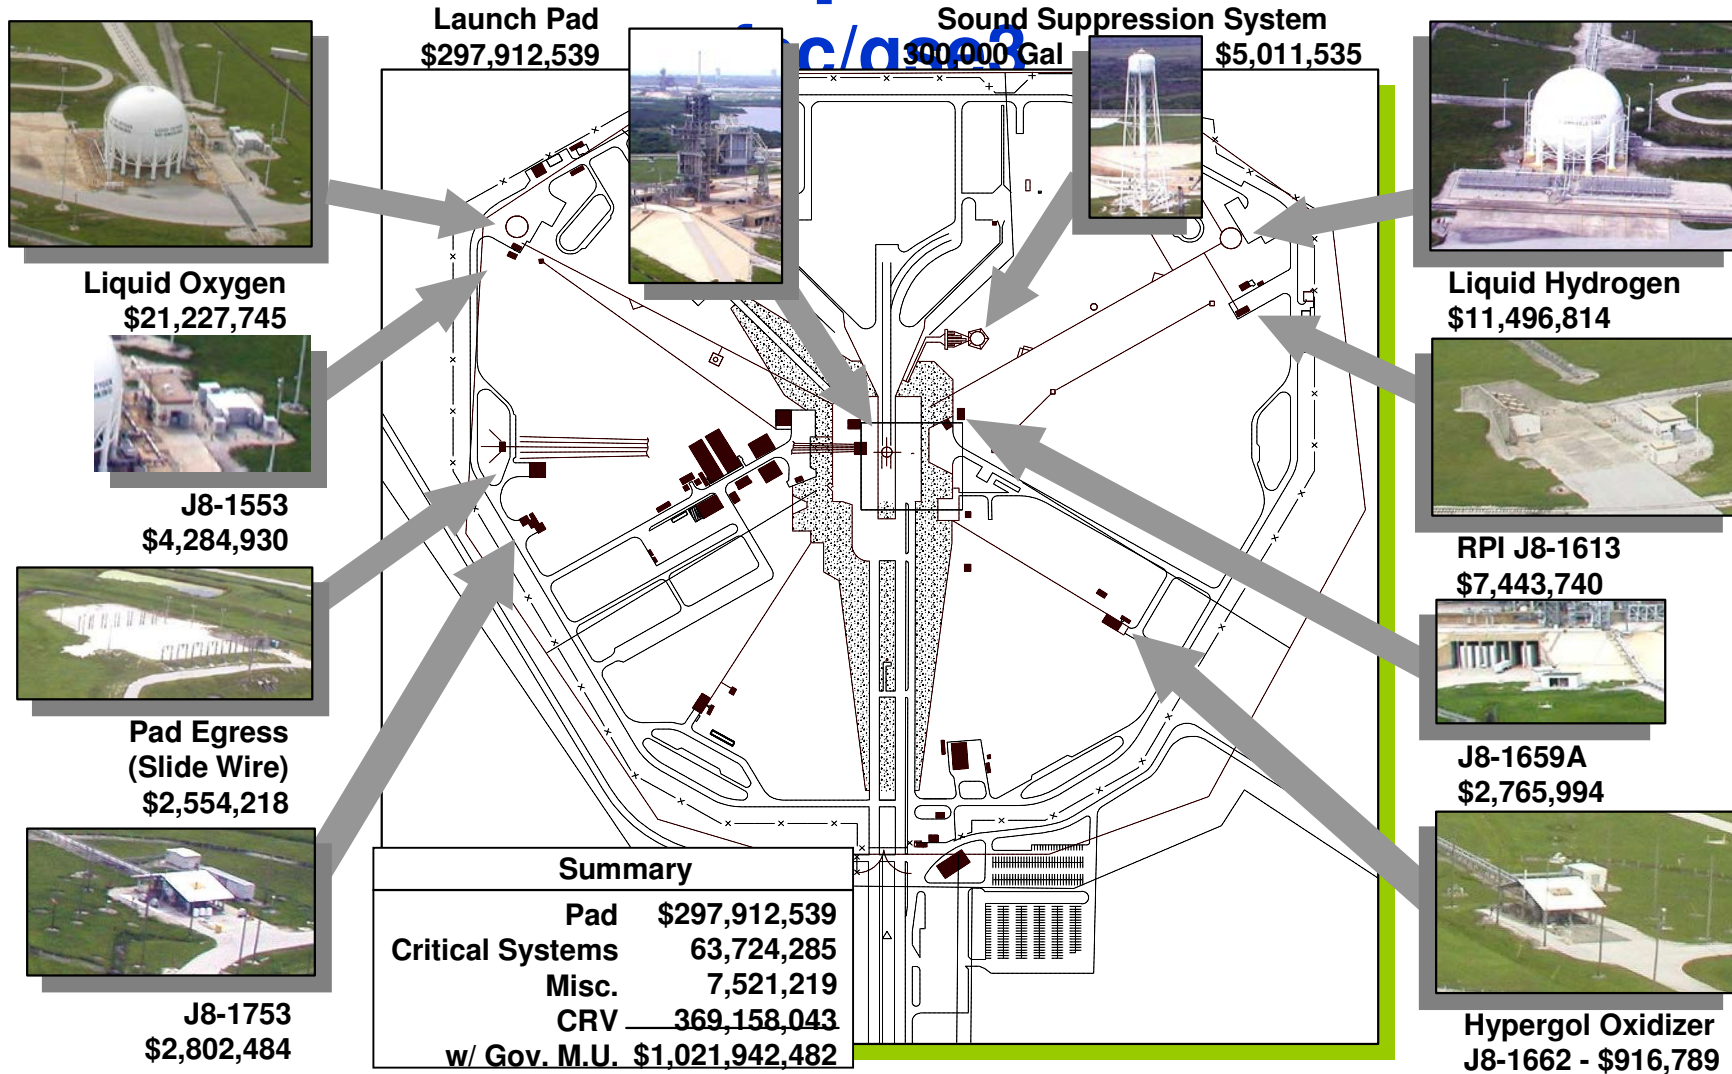 Launch Pad
$297,912,539
Sound Suppression System
300,000 Gal
$5,011,535
Liquid Oxygen
$21,227,745
J8-1553
$4,284,930
Pad Egress
(Slide Wire)
$2,554,218
J8-1753
$2,802,484
Liquid Hydrogen
$11,496,814
RPI J8-1613
$7,443,740
J8-1659A
$2,765,994
Hypergol Oxidizer
J8-1662 - $916,789
Summary
Pad $297,912,539
Critical Systems 63,724,285
Misc. 7,521,219
CRV 369,158,043
w/ Gov. M.U. $1,021,942,482